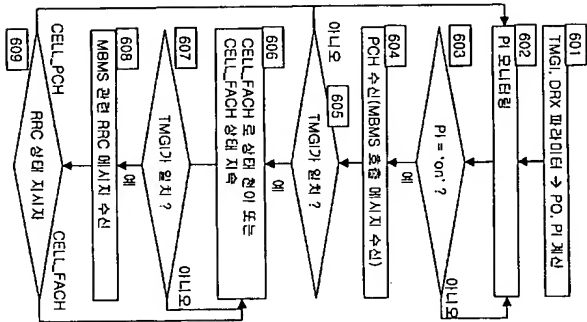 601
TMGI, DRX 파라미터 → PO, PI 계산
602
PI 모니터링
603
PI = 'on' ?
아니오
예
604
PCH 수신(MBMS 호출 메시지 수신)
605
TMGI가 일치 ?
아니오
예
606
CELL_FACH 로 상태 천이 또는
CELL_FACH 상태 지속
607
TMGI가 일치 ?
아니오
예
608
MBMS 관련 RRC 메시지 수신
609
RRC 상태 지시자
CELL_PCH
CELL_FACH